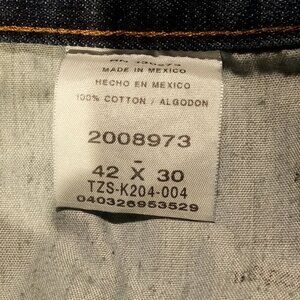 MADE IN MEXICO
HECHO EN MEXICO
100% COTTON / ALGODON
2008973
-
42 X 30
TZS-K204-004
040326953529